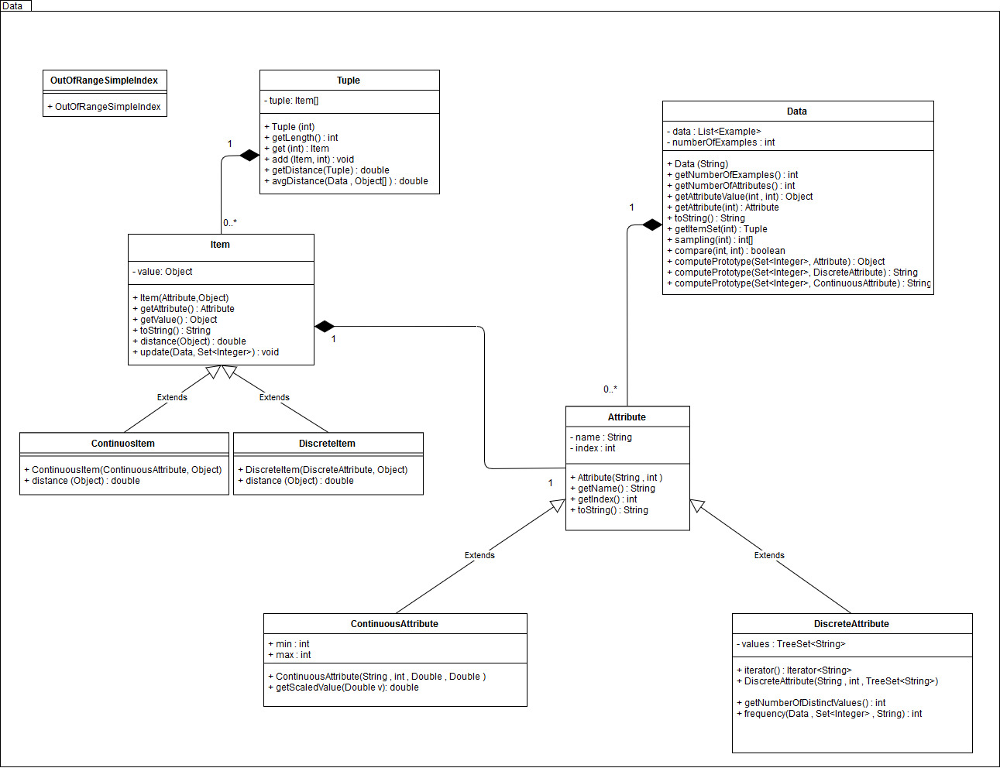 Data
OutOfRangeSimpleIndex
+ OutOfRangeSimpleIndex
Tuple
- tuple: Item[]
+ Tuple (int)
+ getLength() : int
+ get (int) : Item
+ add (Item, int) : void
+ getDistance(Tuple) : double
+ avgDistance(Data , Object[] ) : double
1
0..*
Data
- data : List<Example>
- numberOfExamples : int
+ Data (String)
+ getNumberOfExamples() : int
+ getNumberOfAttributes() : int
+ getAttributeValue(int , int) : Object
+ getAttribute(int) : Attribute
+ toString() : String
+ getItemSet(int) : Tuple
+ sampling(int) : int[]
+ compare(int, int) : boolean
+ computePrototype(Set<Integer>, Attribute) : Object
+ computePrototype(Set<Integer>, DiscreteAttribute) : String
+ computePrototype(Set<Integer>, ContinuousAttribute) : String
1
0..*
Item
- value: Object
+ Item(Attribute,Object)
+ getAttribute() : Attribute
+ getValue() : Object
+ toString() : String
+ distance(Object) : double
+ update(Data, Set<Integer>) : void
1
1
Extends
Extends
ContinuosItem
+ ContinuousItem(ContinuousAttribute, Object)
+ distance (Object) : double
DiscreteItem
+ DiscreteItem(DiscreteAttribute, Object)
+ distance (Object) : double
Attribute
- name : String
- index : int
+ Attribute(String , int )
+ getName() : String
+ getIndex() : int
+ toString() : String
Extends
Extends
ContinuousAttribute
+ min : int
+ max : int
+ ContinuousAttribute(String , int , Double , Double )
+ getScaledValue(Double v): double
DiscreteAttribute
- values : TreeSet<String>
+ iterator() : Iterator<String>
+ DiscreteAttribute(String , int , TreeSet<String>)
+ getNumberOfDistinctValues() : int
+ frequency(Data , Set<Integer> , String) : int